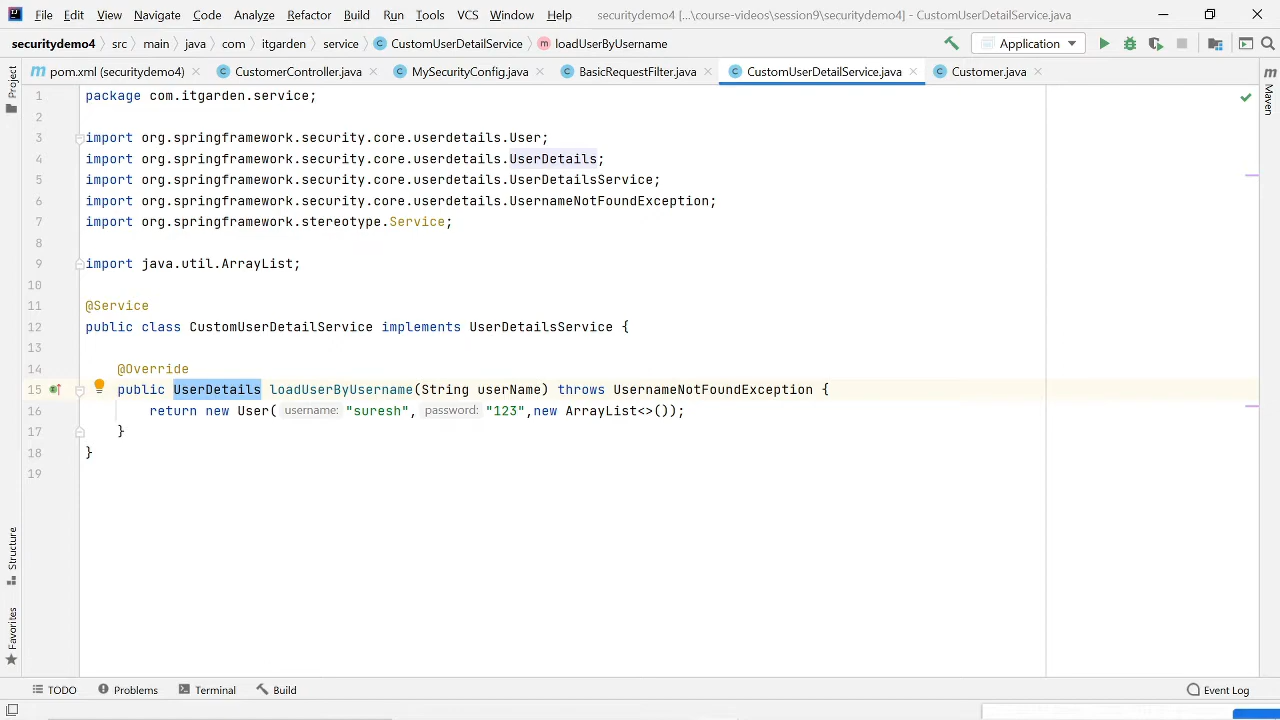 File Edit View Navigate Code Analyze Refactor Build Run Tools VCS Window Help securitydemo4 [...\course-videos\session9\securitydemo4] - CustomUserDetailService.java
securitydemo4 src main java com itgarden service CustomUserDetailService loadUserByUsername Application
Project
pom.xml (securitydemo4) CustomerController.java MySecurityConfig.java BasicRequestFilter.java CustomUserDetailService.java Customer.java
Maven
1 package com.itgarden.service;
2
3 import org.springframework.security.core.userdetails.User;
4 import org.springframework.security.core.userdetails.UserDetails;
5 import org.springframework.security.core.userdetails.UserDetailsService;
6 import org.springframework.security.core.userdetails.UsernameNotFoundException;
7 import org.springframework.stereotype.Service;
8
9 import java.util.ArrayList;
10
11 @Service
12 public class CustomUserDetailService implements UserDetailsService {
13
14 @Override
15 public UserDetails loadUserByUsername(String userName) throws UsernameNotFoundException {
16 return new User( username: "suresh", password: "123",new ArrayList<>());
17 }
18 }
19
Structure
Favorites
TODO Problems Terminal Build Event Log